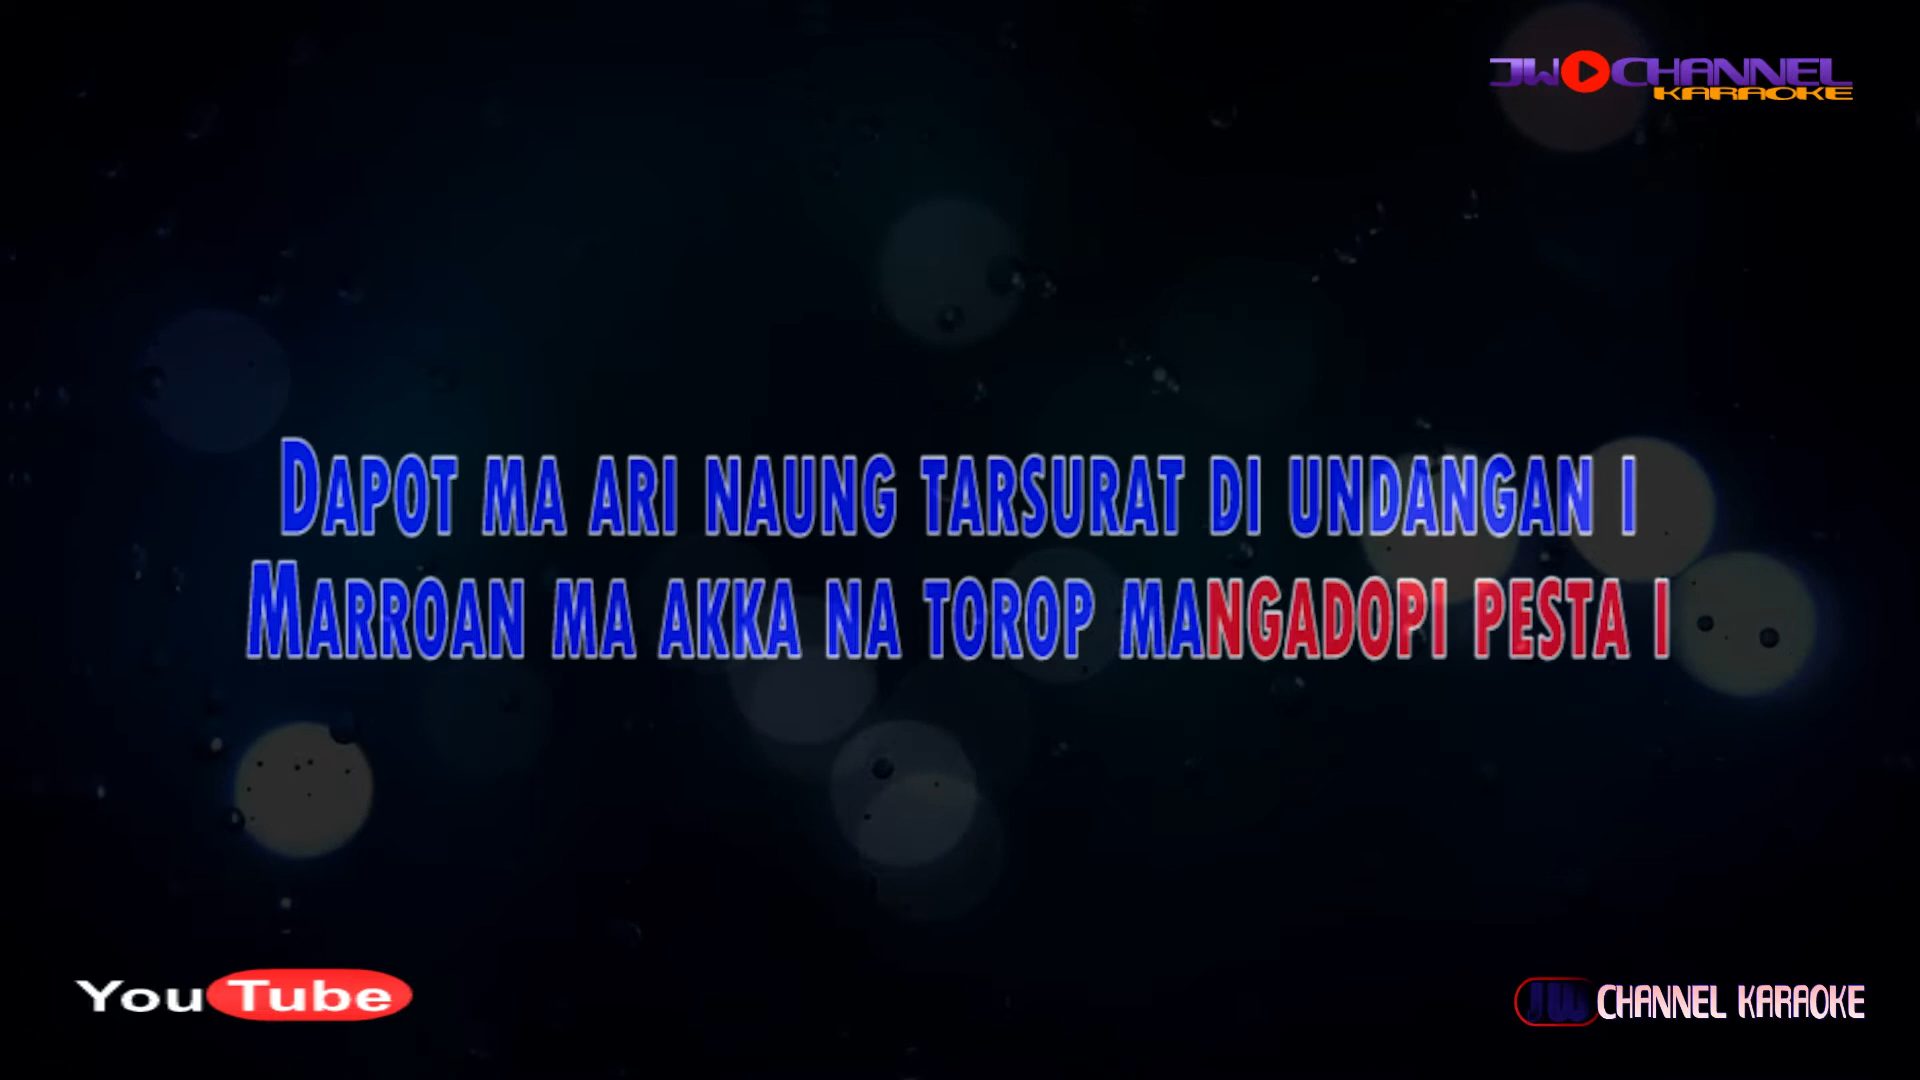 JW CHANNEL
KARAOKE
DAPOT MA ARI NAUNG TARSURAT DI UNDANGAN I
MARROAN MA AKKA NA TOROP MANGADOPI PESTA I
YouTube
JW CHANNEL KARAOKE